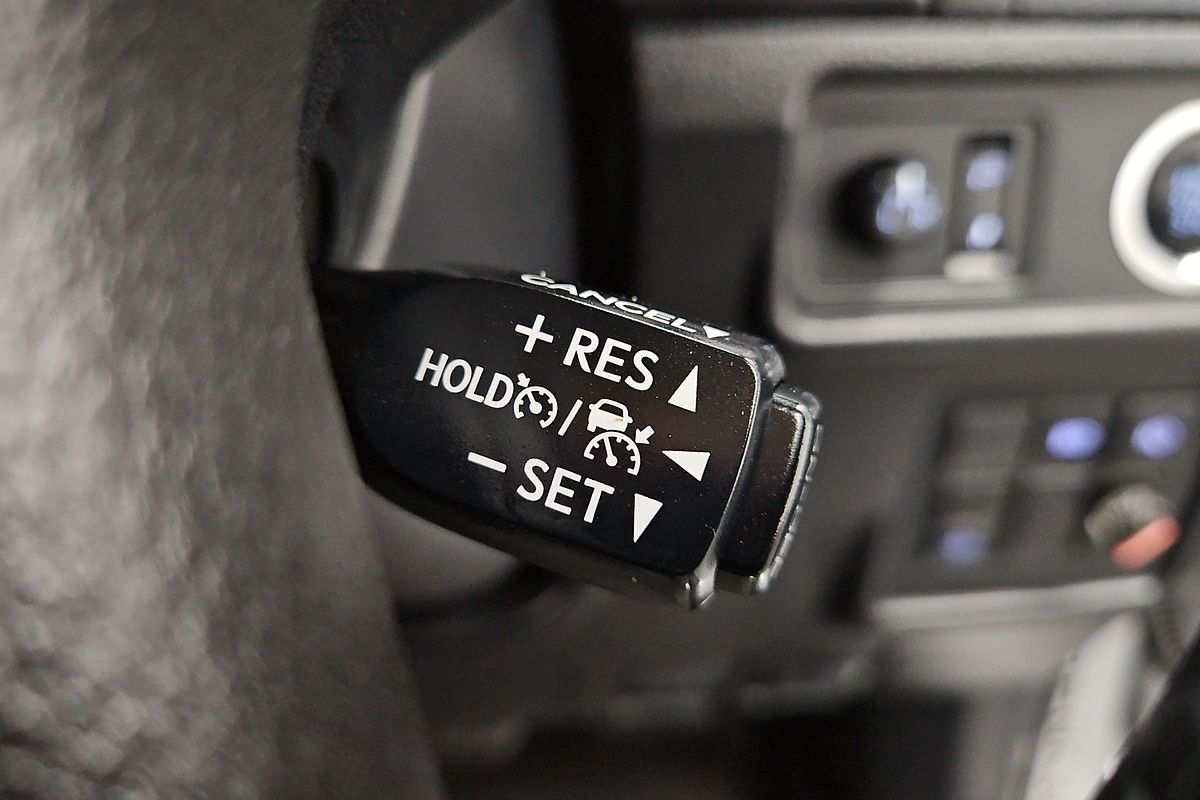 CANCEL
+ RES
HOLD /
- SET